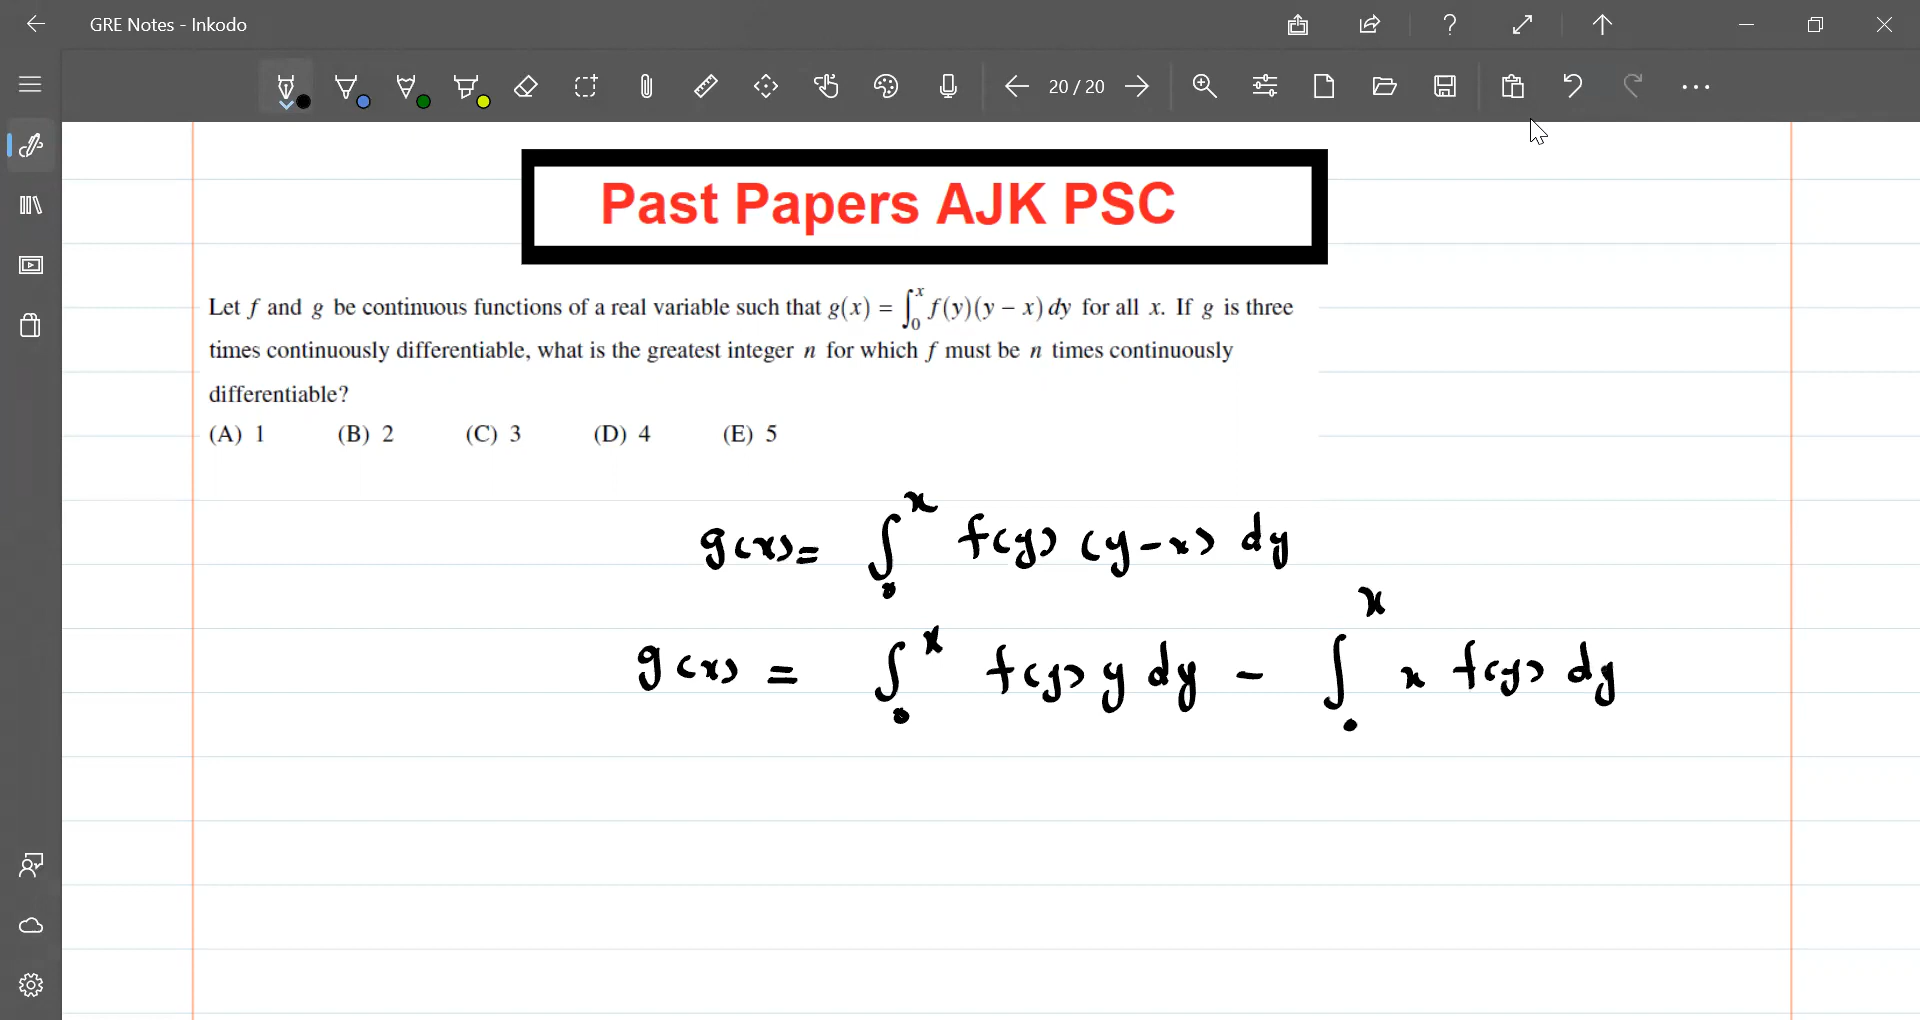 GRE Notes - Inkodo
20 / 20
Past Papers AJK PSC
Let f and g be continuous functions of a real variable such that g(x) = ∫₀ˣ f(y)(y − x) dy for all x. If g is three
times continuously differentiable, what is the greatest integer n for which f must be n times continuously
differentiable?
(A) 1 (B) 2 (C) 3 (D) 4 (E) 5
g(x) = ∫₀ˣ f(y) (y-x) dy
g(x) = ∫₀ˣ f(y) y dy - ∫₀ˣ x f(y) dy